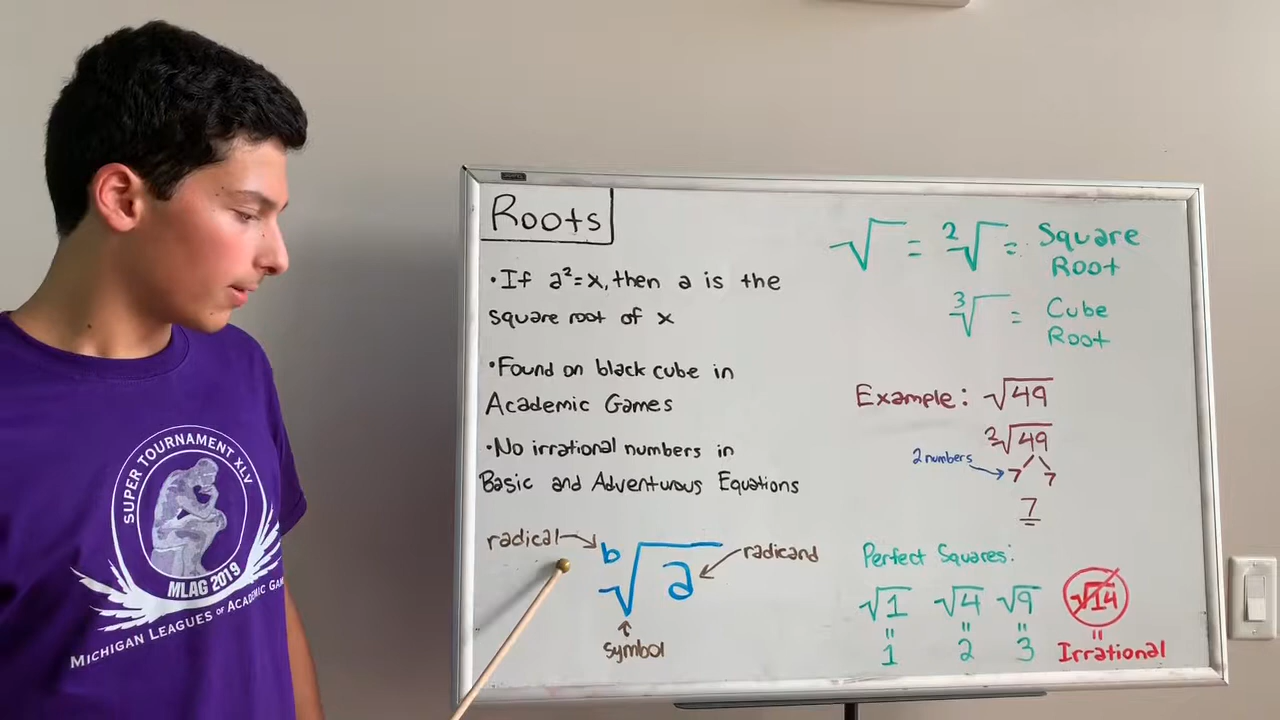 Roots
•If a²=x, then a is the
square root of x
•Found on black cube in
Academic Games
•No irrational numbers in
Basic and Adventurous Equations
radical
b√a
radicand
symbol
√ = ²√ = Square
Root
³√ = Cube
Root
Example: √49
²√49
2 numbers
7 7
7
Perfect Squares:
√1 √4 √9 √14
= = = =
1 2 3 Irrational
SUPER TOURNAMENT XLV
MLAG 2019
MICHIGAN LEAGUES OF ACADEMIC GAM